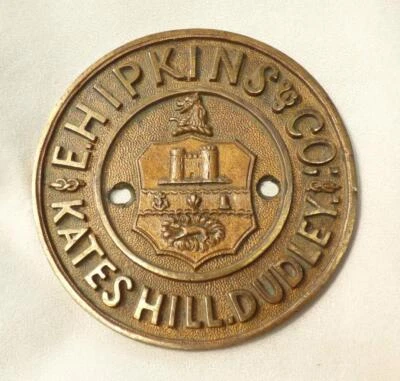 E. HIPKINS & CO;
KATES HILL. DUDLEY.